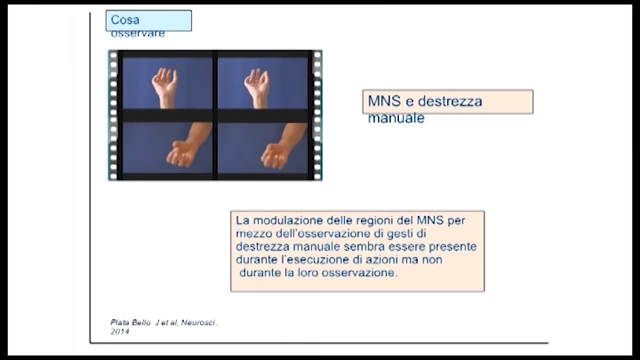 Cosa
osservare
MNS e destrezza
manuale
La modulazione delle regioni del MNS per
mezzo dell'osservazione di gesti di
destrezza manuale sembra essere presente
durante l'esecuzione di azioni ma non
durante la loro osservazione.
Plata Bello J et al, Neurosci,
2014